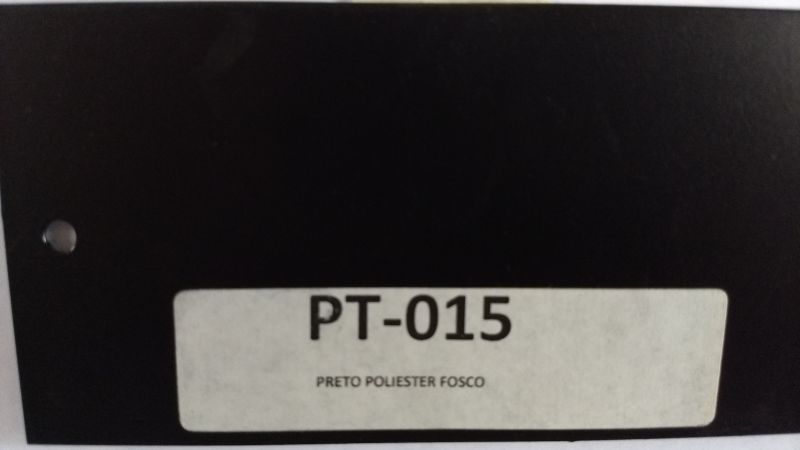 PT-015
PRETO POLIESTER FOSCO